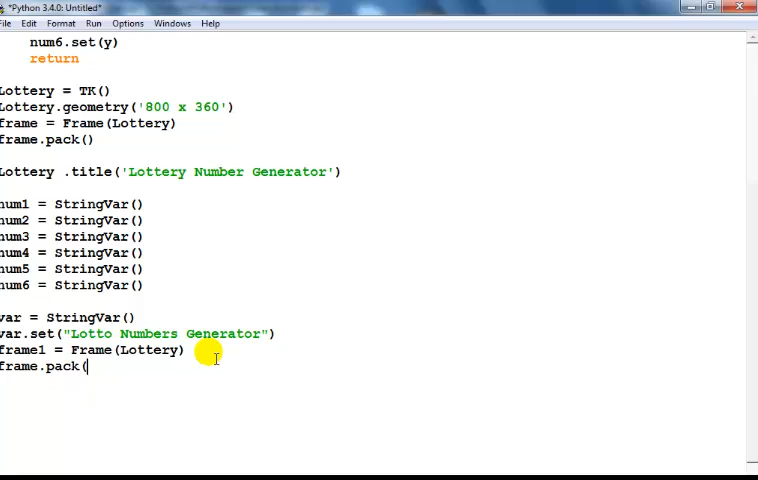 *Python 3.4.0: Untitled*
File Edit Format Run Options Windows Help
num6.set(y)
return
Lottery = TK()
Lottery.geometry('800 x 360')
frame = Frame(Lottery)
frame.pack()
Lottery .title('Lottery Number Generator')
num1 = StringVar()
num2 = StringVar()
num3 = StringVar()
num4 = StringVar()
num5 = StringVar()
num6 = StringVar()
var = StringVar()
var.set("Lotto Numbers Generator")
frame1 = Frame(Lottery)
frame.pack(